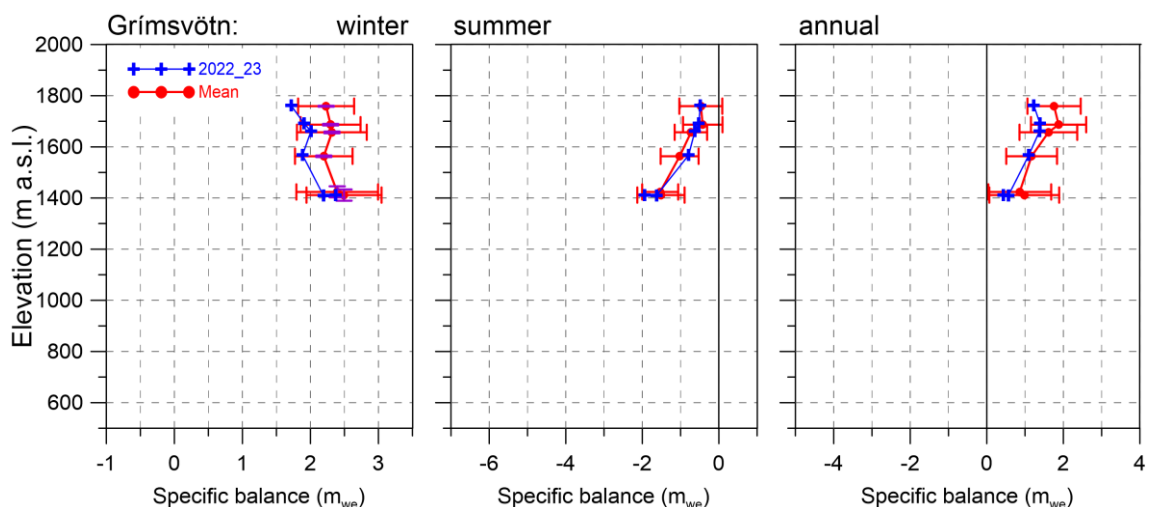 Grímsvötn: winter summer annual
2022_23
Mean
2000
1800
1600
1400
1200
1000
800
600
Elevation (m a.s.l.)
-1 0 1 2 3
-6 -4 -2 0
-4 -2 0 2 4
Specific balance (mwe) Specific balance (mwe) Specific balance (mwe)